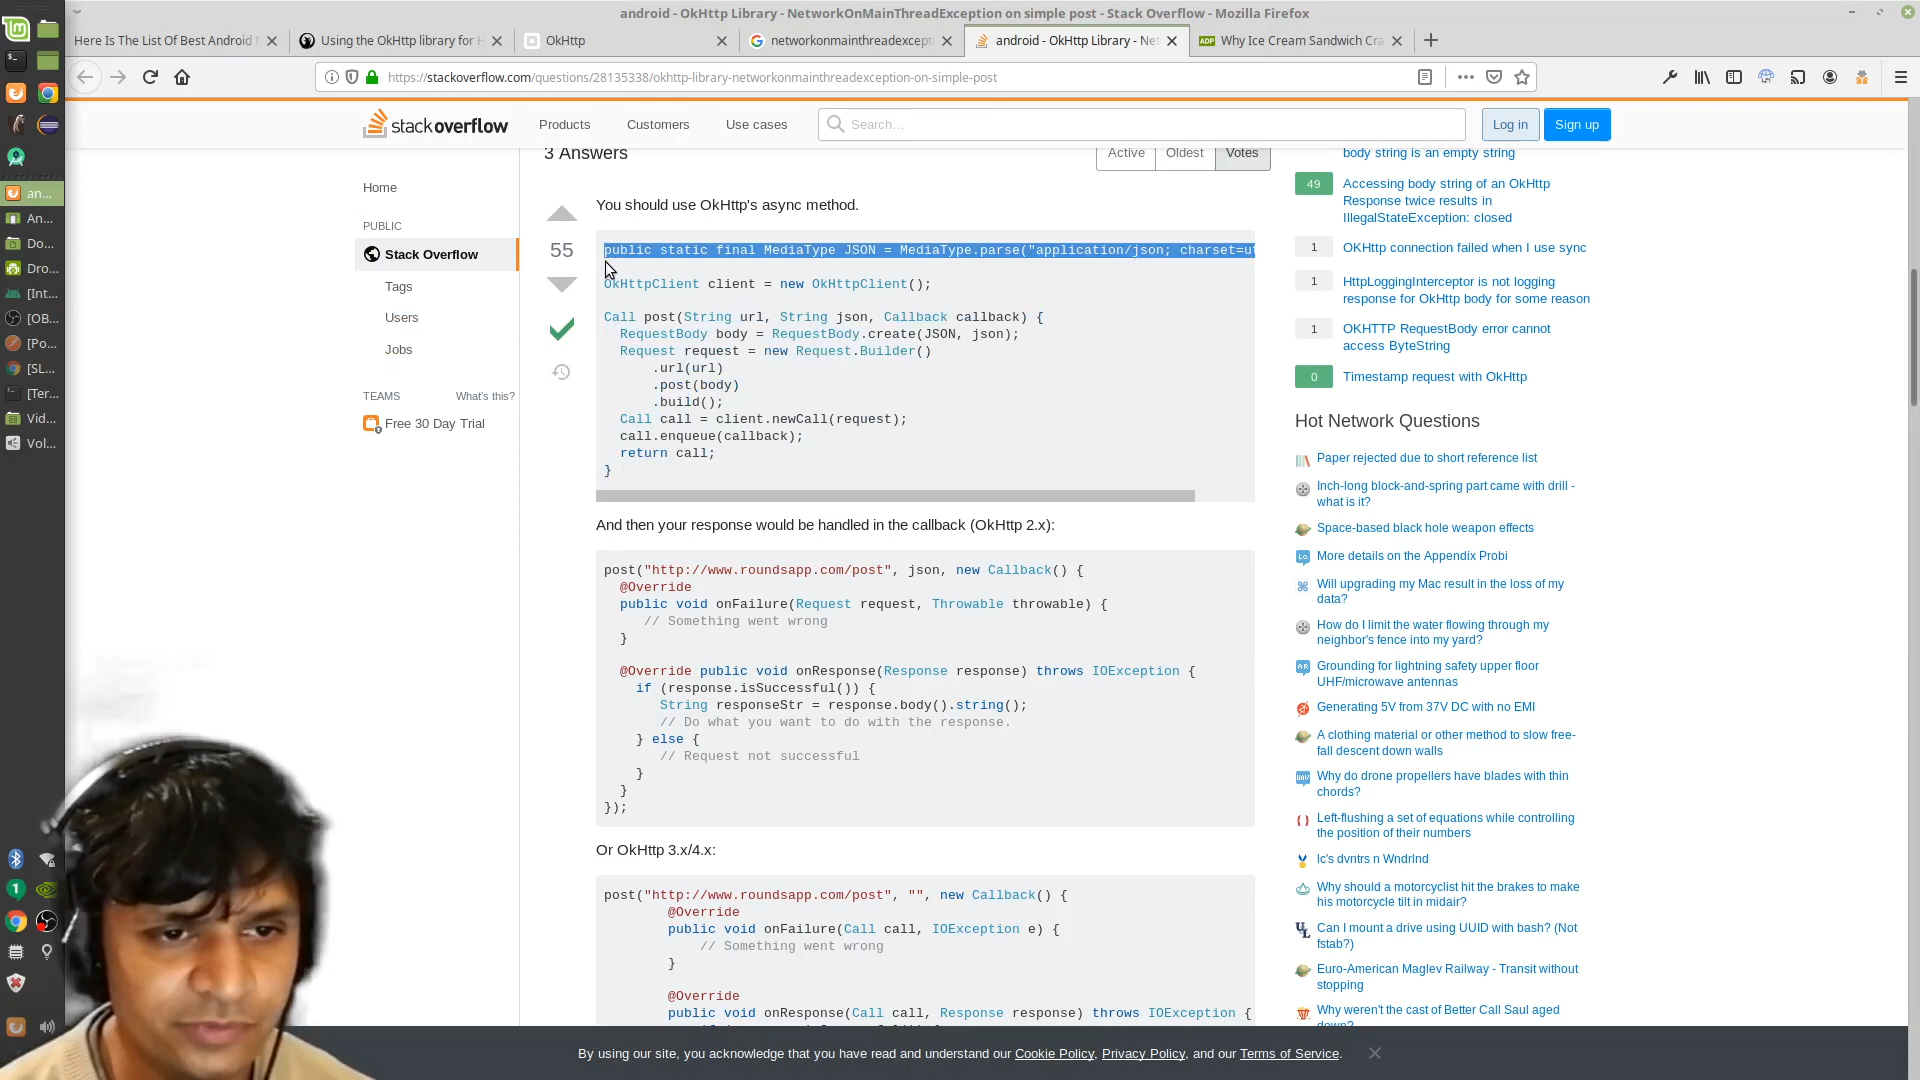 android - OkHttp Library - NetworkOnMainThreadException on simple post - Stack Overflow - Mozilla Firefox
Here Is The List Of Best Android
Using the OkHttp library for H
OkHttp
networkonmainthreadexcepti
android - OkHttp Library - Net
ADP
Why Ice Cream Sandwich Cra
https://stackoverflow.com/questions/28135338/okhttp-library-networkonmainthreadexception-on-simple-post
stackoverflow
Products
Customers
Use cases
Search...
Log in
Sign up
an...
An...
Do...
Dro...
[Int...
[OB...
[Po...
[SL...
[Ter...
Vid...
Vol...
1
Home
PUBLIC
Stack Overflow
Tags
Users
Jobs
TEAMS
What's this?
Free 30 Day Trial
3 Answers
Active
Oldest
Votes
55
You should use OkHttp's async method.
public static final MediaType JSON = MediaType.parse("application/json; charset=ut
OkHttpClient client = new OkHttpClient();
Call post(String url, String json, Callback callback) {
RequestBody body = RequestBody.create(JSON, json);
Request request = new Request.Builder()
.url(url)
.post(body)
.build();
Call call = client.newCall(request);
call.enqueue(callback);
return call;
}
And then your response would be handled in the callback (OkHttp 2.x):
post("http://www.roundsapp.com/post", json, new Callback() {
@Override
public void onFailure(Request request, Throwable throwable) {
// Something went wrong
}
@Override public void onResponse(Response response) throws IOException {
if (response.isSuccessful()) {
String responseStr = response.body().string();
// Do what you want to do with the response.
} else {
// Request not successful
}
}
});
Or OkHttp 3.x/4.x:
post("http://www.roundsapp.com/post", "", new Callback() {
@Override
public void onFailure(Call call, IOException e) {
// Something went wrong
}
@Override
public void onResponse(Call call, Response response) throws IOException {
body string is an empty string
49
Accessing body string of an OkHttp
Response twice results in
IllegalStateException: closed
1
OKHttp connection failed when I use sync
1
HttpLoggingInterceptor is not logging
response for OkHttp body for some reason
1
OKHTTP RequestBody error cannot
access ByteString
0
Timestamp request with OkHttp
Hot Network Questions
Paper rejected due to short reference list
Inch-long block-and-spring part came with drill -
what is it?
Space-based black hole weapon effects
More details on the Appendix Probi
Will upgrading my Mac result in the loss of my
data?
How do I limit the water flowing through my
neighbor's fence into my yard?
Grounding for lightning safety upper floor
UHF/microwave antennas
Generating 5V from 37V DC with no EMI
A clothing material or other method to slow free-
fall descent down walls
Why do drone propellers have blades with thin
chords?
Left-flushing a set of equations while controlling
the position of their numbers
Ic's dvntrs n Wndrlnd
Why should a motorcyclist hit the brakes to make
his motorcycle tilt in midair?
Can I mount a drive using UUID with bash? (Not
fstab?)
Euro-American Maglev Railway - Transit without
stopping
Why weren't the cast of Better Call Saul aged
By using our site, you acknowledge that you have read and understand our Cookie Policy, Privacy Policy, and our Terms of Service.